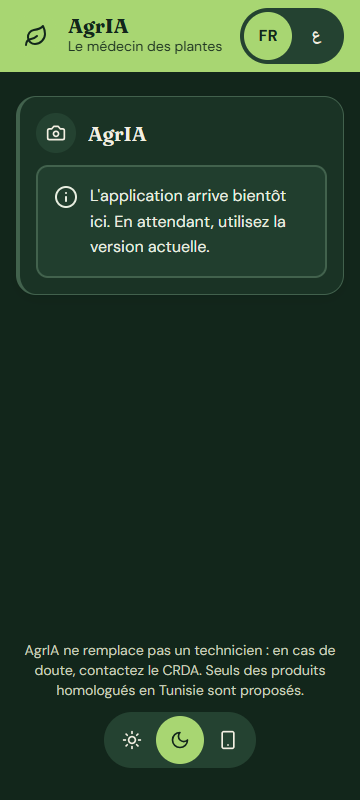 AgrIA
Le médecin des plantes
FR
ع
AgrIA
L'application arrive bientôt
ici. En attendant, utilisez la
version actuelle.
AgrIA ne remplace pas un technicien : en cas de
doute, contactez le CRDA. Seuls des produits
homologués en Tunisie sont proposés.